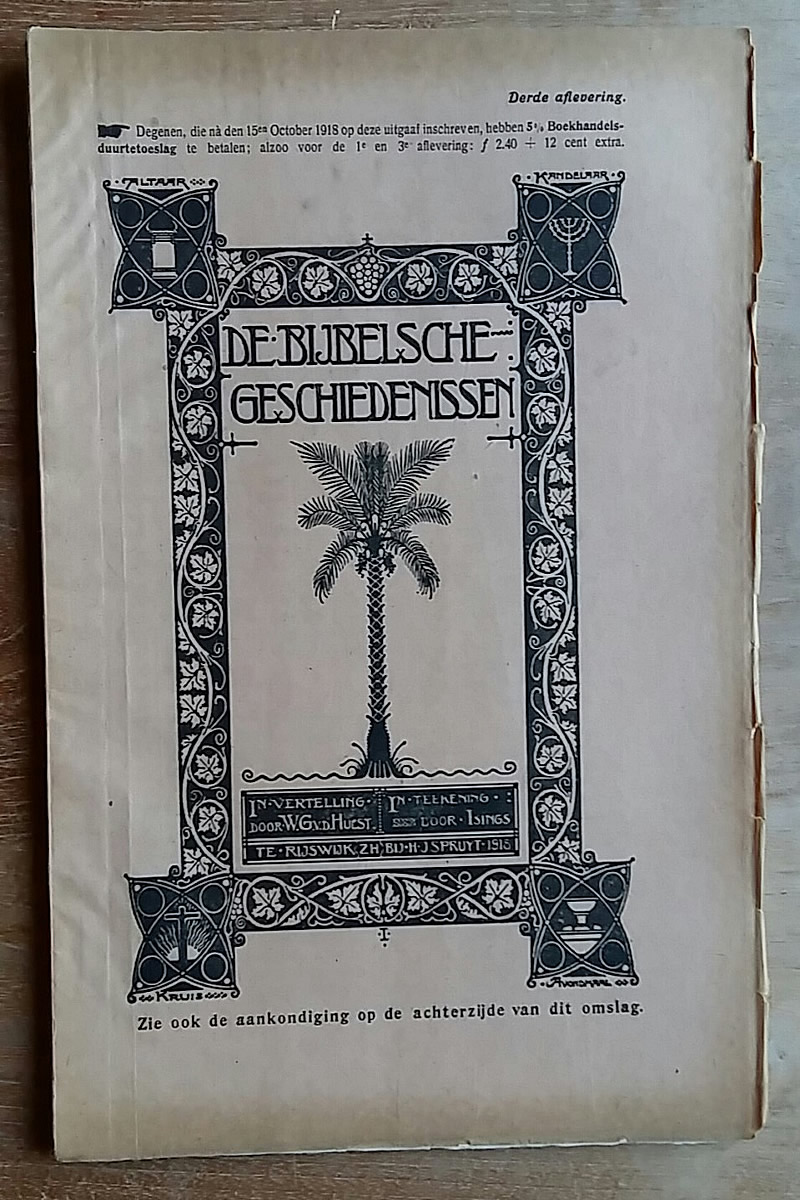 Derde aflevering.
Degenen, die nà den 15en October 1918 op deze uitgaaf inschreven, hebben 5% Boekhandels-
duurtetoeslag te betalen; alzoo voor de 1e en 3e aflevering: f 2.40 + 12 cent extra.
ALTAAR
KANDELAAR
DE·BIJBELSCHE
GESCHIEDENISSEN
IN·VERTELLING· IN·TEEKENING
DOOR·W.G.V.D.HULST. DOOR·ISINGS
TE·RIJSWIJK,ZH BIJ·H·J SPRUYT·1918
KRUIS
AVONDMAAL
Zie ook de aankondiging op de achterzijde van dit omslag.